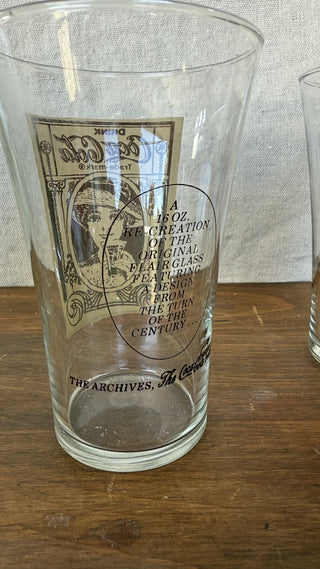 DRINK
Coca-Cola
Trade-mark®
A
16 OZ.
RE-CREATION
OF THE
ORIGINAL
FLAIR GLASS
FEATURING
A DESIGN
FROM
THE TURN
OF THE
CENTURY...
THE ARCHIVES, The Coca